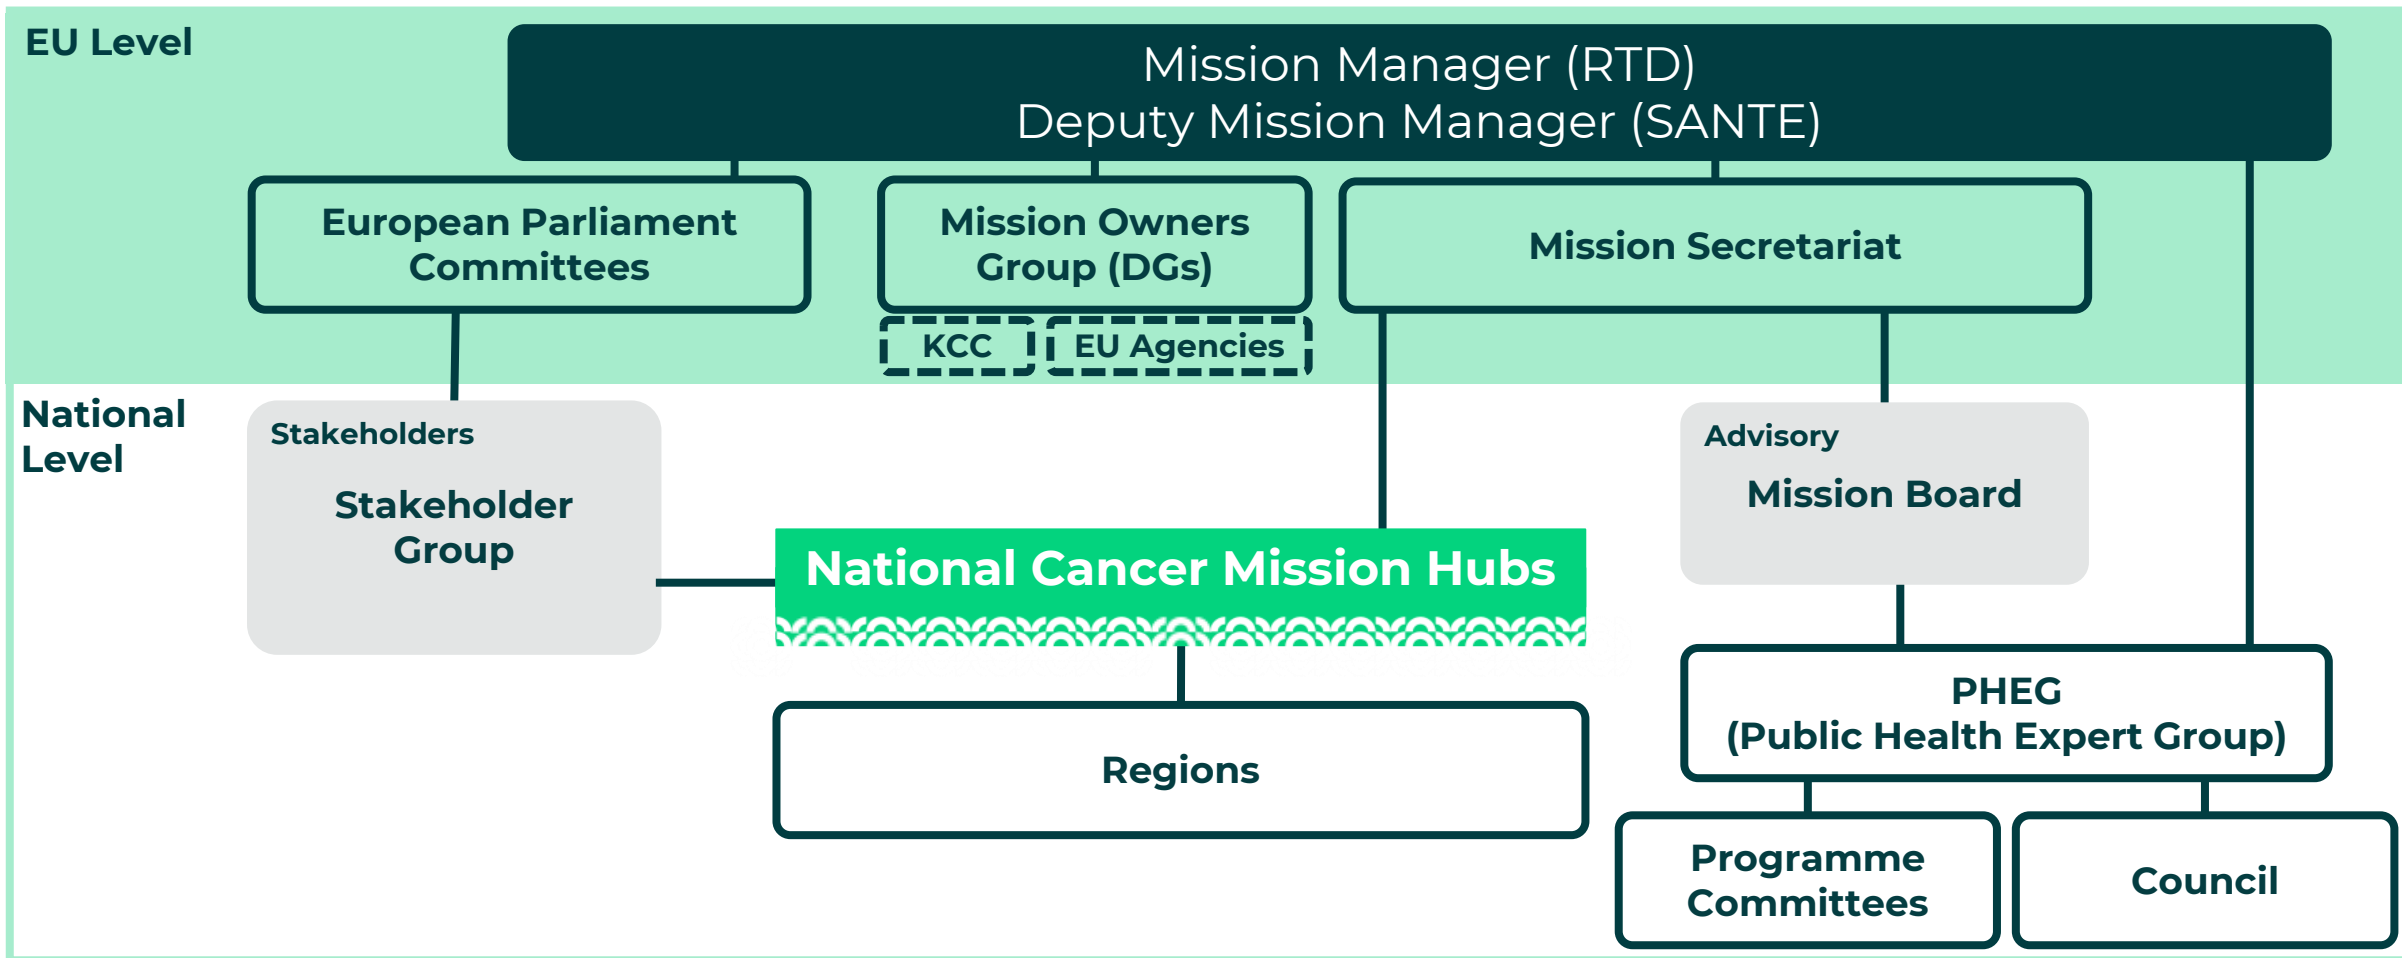 EU Level
Mission Manager (RTD)
Deputy Mission Manager (SANTE)
European Parliament
Committees
Mission Owners
Group (DGs)
Mission Secretariat
KCC
EU Agencies
National
Level
Stakeholders
Stakeholder
Group
Advisory
Mission Board
National Cancer Mission Hubs
PHEG
(Public Health Expert Group)
Regions
Programme
Committees
Council